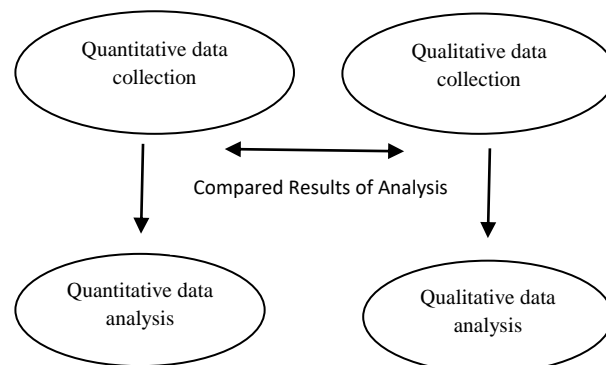 Quantitative data
collection
Qualitative data
collection
Compared Results of Analysis
Quantitative data
analysis
Qualitative data
analysis